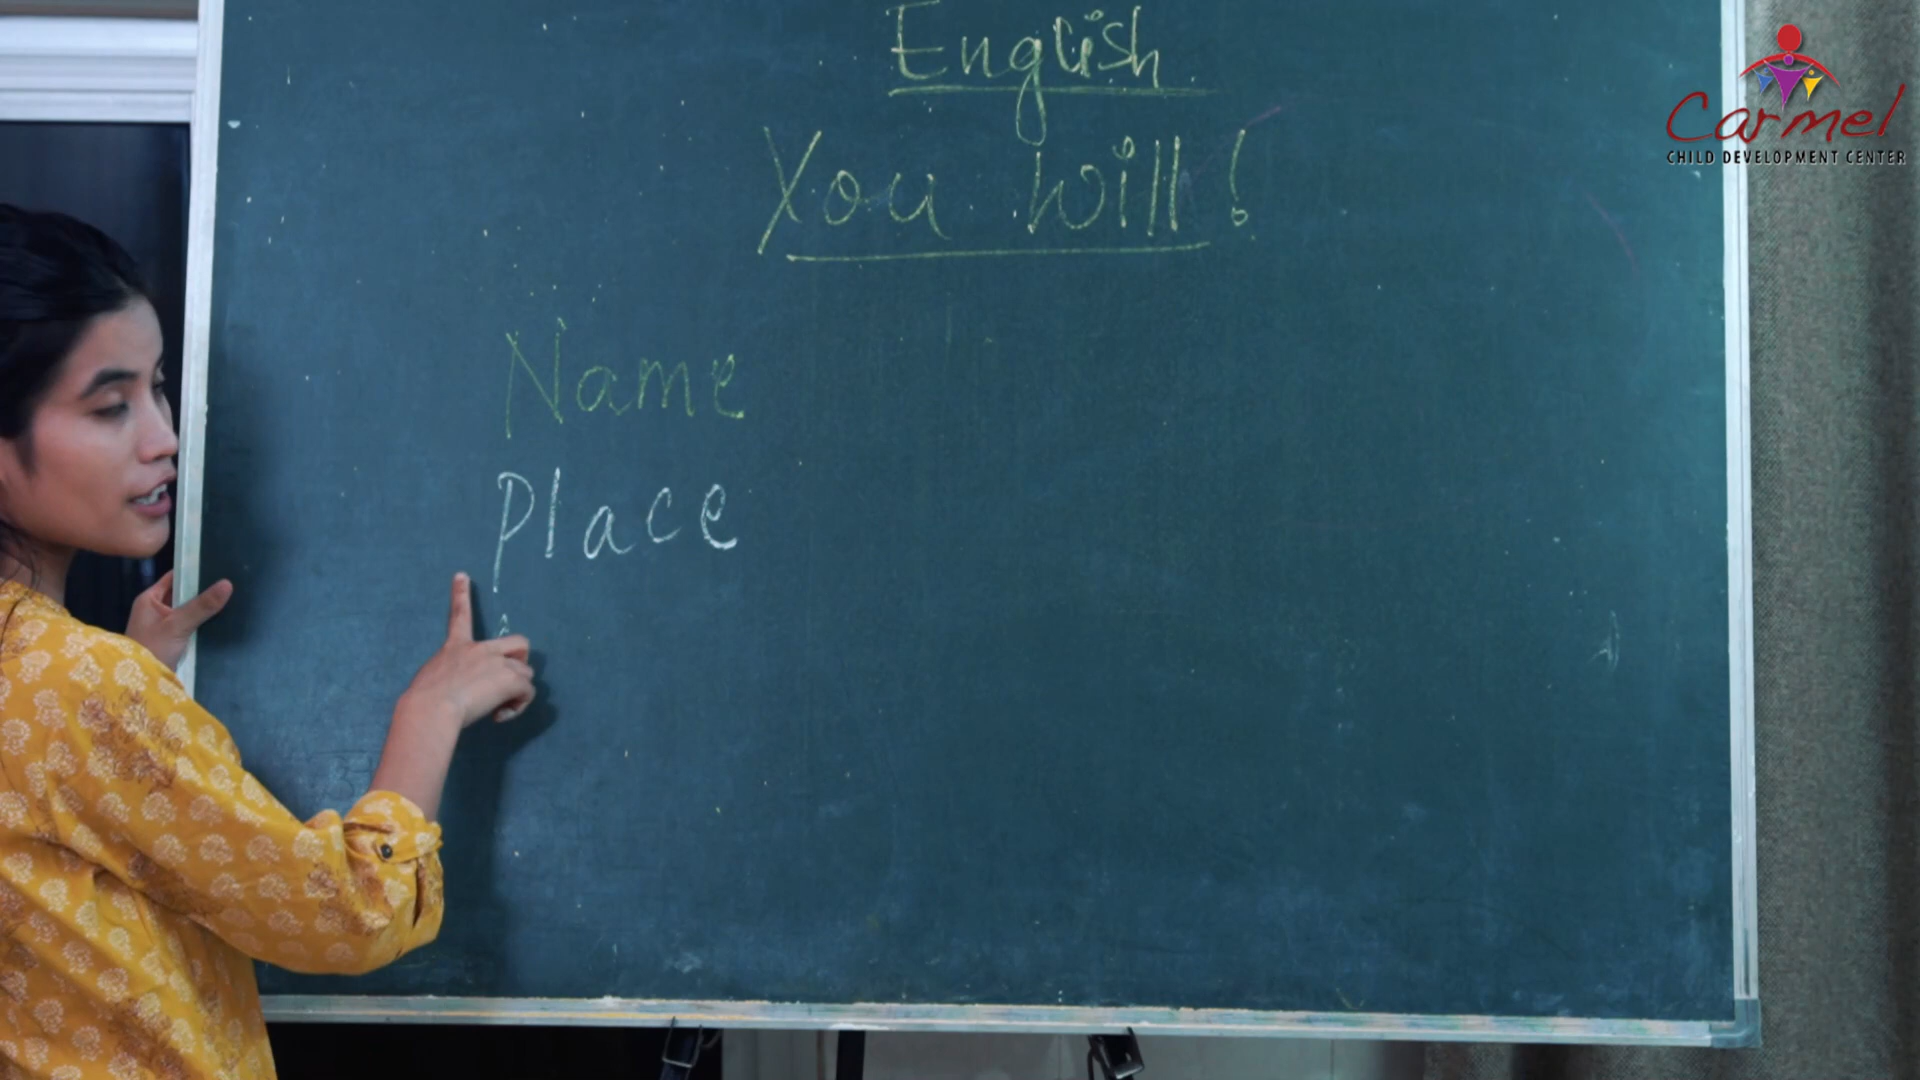 English
You will!
Name
Place
Carmel
CHILD DEVELOPMENT CENTER